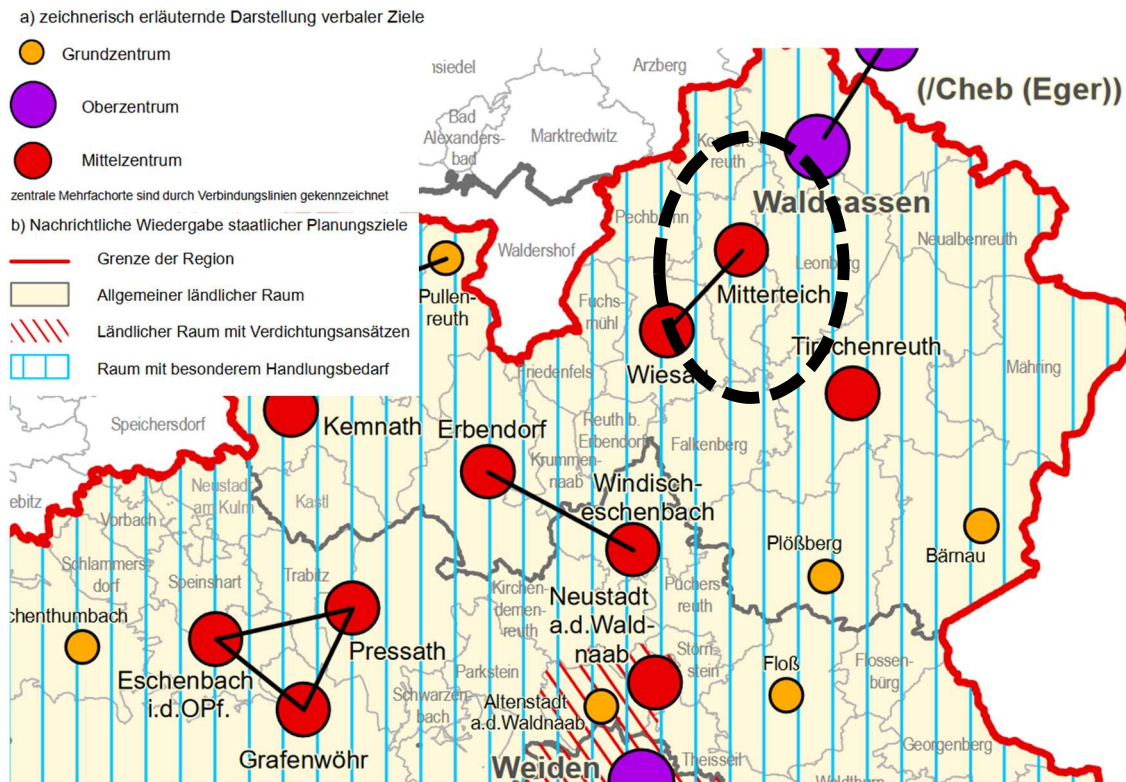 a) zeichnerisch erläuternde Darstellung verbaler Ziele
Grundzentrum
Oberzentrum
Mittelzentrum
zentrale Mehrfachorte sind durch Verbindungslinien gekennzeichnet
b) Nachrichtliche Wiedergabe staatlicher Planungsziele
Grenze der Region
Allgemeiner ländlicher Raum
Ländlicher Raum mit Verdichtungsansätzen
Raum mit besonderem Handlungsbedarf
nsiedel
Arzberg
(/Cheb (Eger))
Bad
Alexanders-
bad
Marktredwitz
Waldershof
Pullen-
reuth
Neualbenreuth
Leonberg
Mitterteich
Fuchs-
mühl
Friedenfels
Mähring
Speichersdorf
Kemnath
Erbendorf
Reuth b.
Erbendorf
Falkenberg
Krummen-
naab
Windisch-
eschenbach
Neustadt
am Kulm
Kastl
Vorbach
Schlammers-
dorf
Speinshart
Trabitz
Plößberg
Bärnau
Kirchen-
demen-
reuth
Püchers-
reuth
Neustadt
a.d.Wald-
naab
chenthumbach
Pressath
Eschenbach
i.d.OPf.
Grafenwöhr
Parkstein
Schwarzen-
bach
Störn-
stein
Floß
Flossen-
bürg
Altenstadt
a.d.Waldnaab
Weiden
Theisseil
Georgenberg